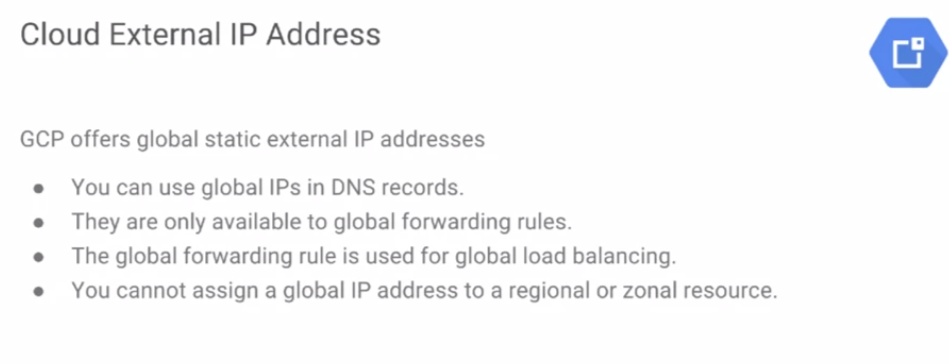 Cloud External IP Address
GCP offers global static external IP addresses
● You can use global IPs in DNS records.
● They are only available to global forwarding rules.
● The global forwarding rule is used for global load balancing.
● You cannot assign a global IP address to a regional or zonal resource.